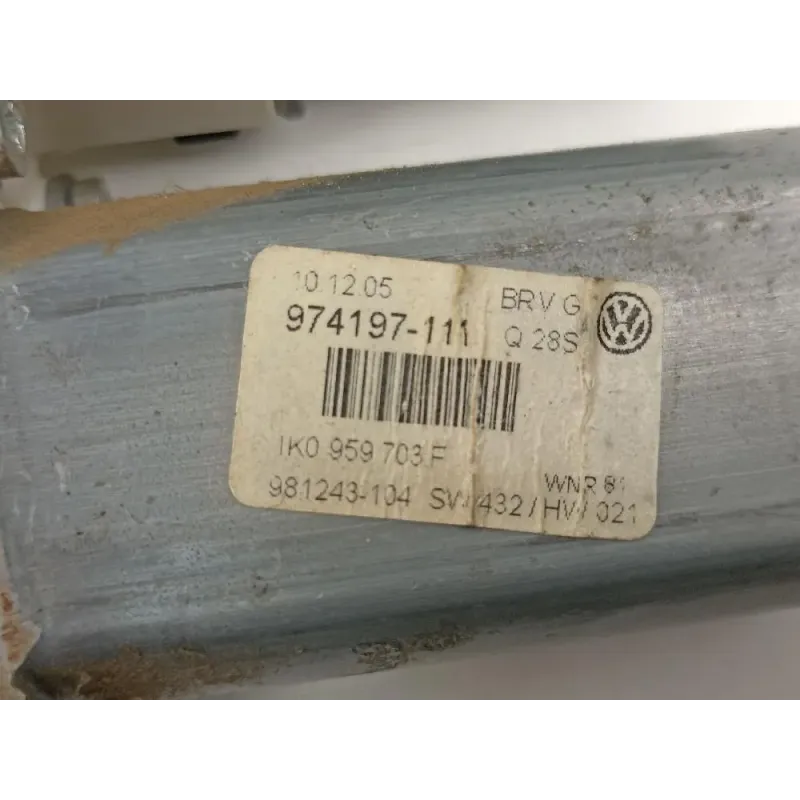 10.12.05 BRV G
974197-111 Q 28S
1K0 959 703 F
WNR 81
981243-104 SW/432/HW/021